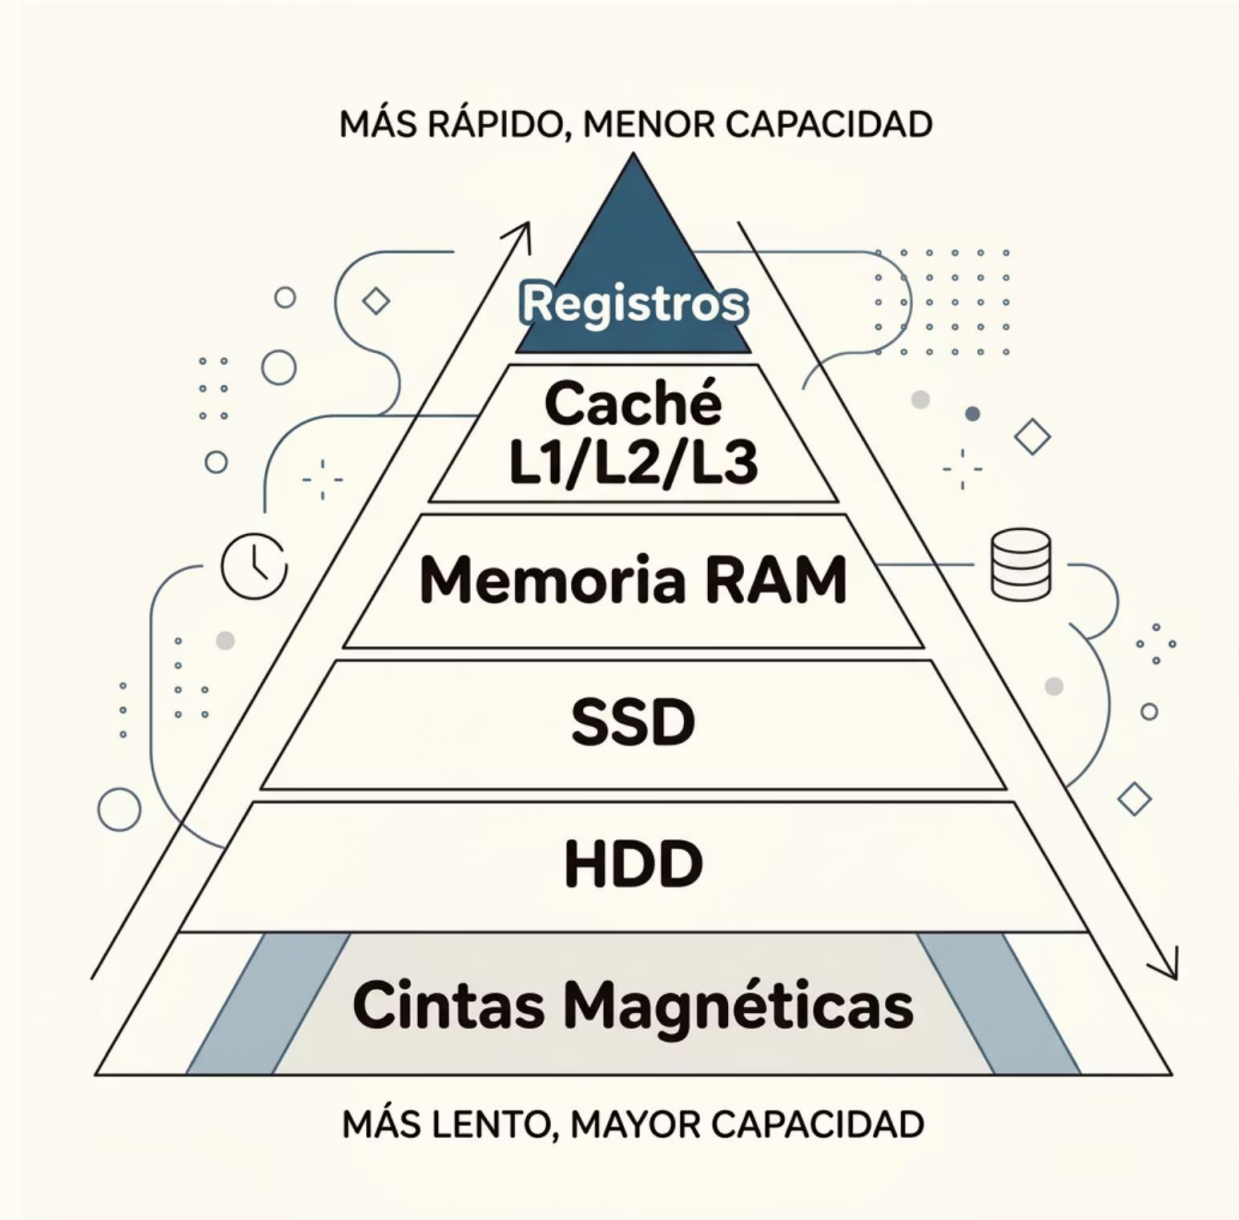 MÁS RÁPIDO, MENOR CAPACIDAD
Registros
Caché
L1/L2/L3
Memoria RAM
SSD
HDD
Cintas Magnéticas
MÁS LENTO, MAYOR CAPACIDAD